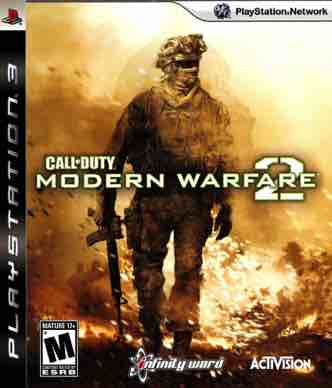 PlayStation Network
PLAYSTATION 3
CALL OF DUTY
MODERN WARFARE 2
MATURE 17+
M
ESRB
infinity ward
ACTIVISION